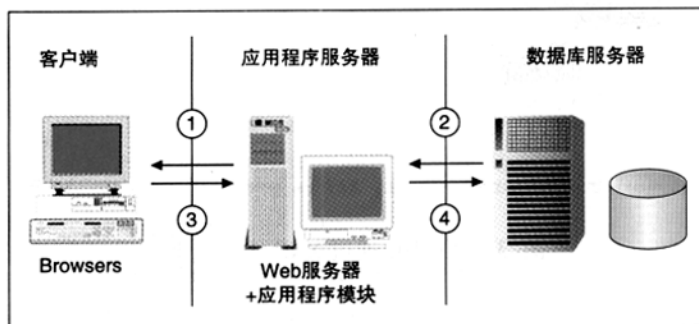 客户端
应用程序服务器
数据库服务器
①
②
③
④
Browsers
Web服务器
+应用程序模块